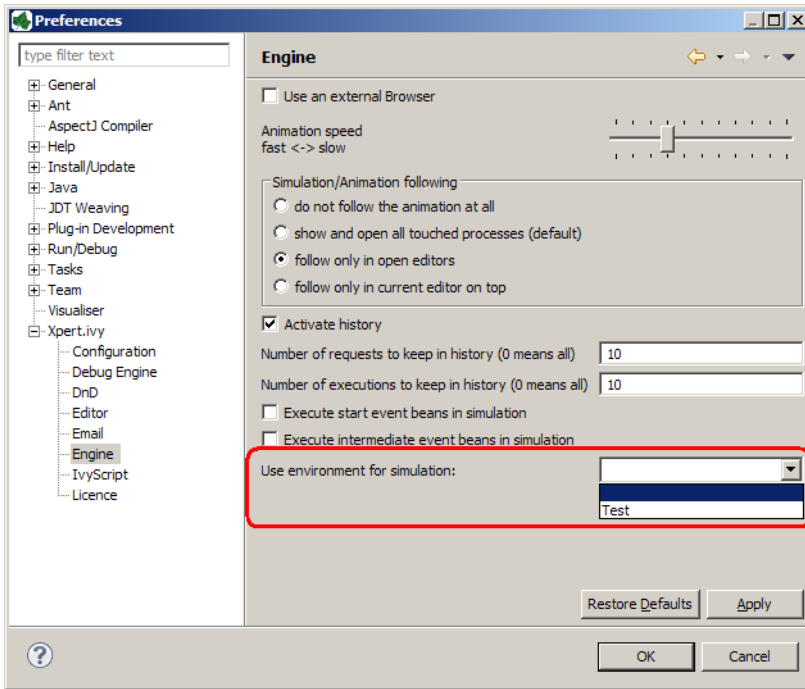 Preferences
type filter text
General
Ant
AspectJ Compiler
Help
Install/Update
Java
JDT Weaving
Plug-in Development
Run/Debug
Tasks
Team
Visualiser
Xpert.ivy
Configuration
Debug Engine
DnD
Editor
Email
Engine
IvyScript
Licence
Engine
Use an external Browser
Animation speed
fast <-> slow
Simulation/Animation following
do not follow the animation at all
show and open all touched processes (default)
follow only in open editors
follow only in current editor on top
Activate history
Number of requests to keep in history (0 means all) 10
Number of executions to keep in history (0 means all) 10
Execute start event beans in simulation
Execute intermediate event beans in simulation
Use environment for simulation:
Test
Restore Defaults Apply
OK Cancel